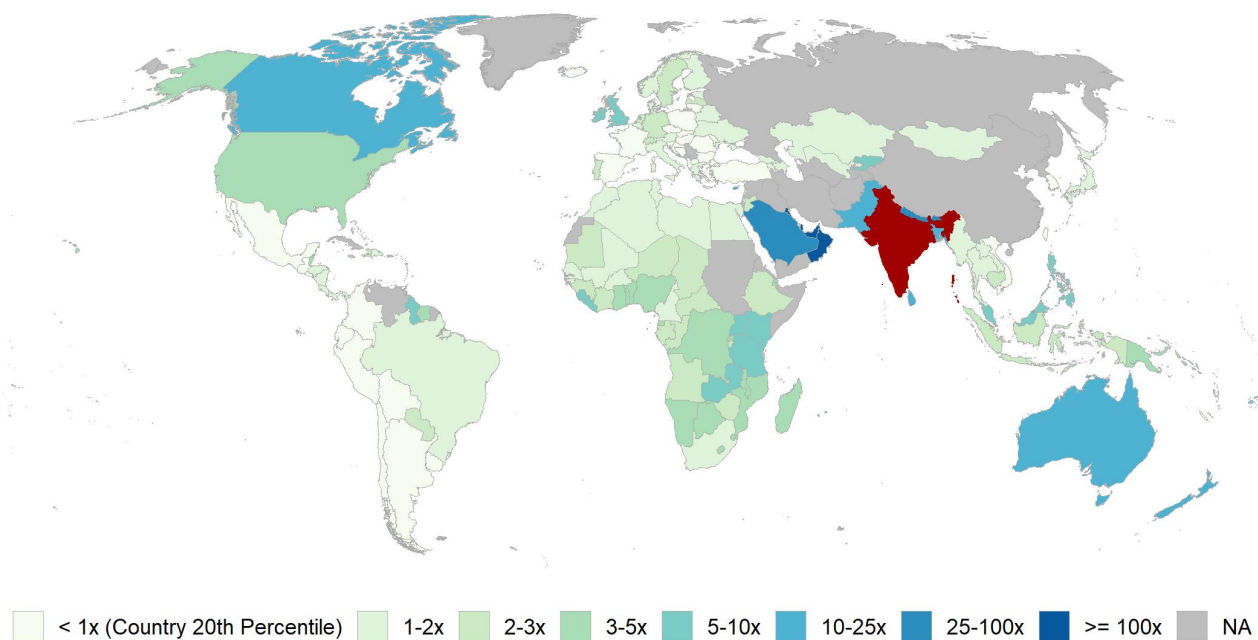 < 1x (Country 20th Percentile) 1-2x 2-3x 3-5x 5-10x 10-25x 25-100x >= 100x NA